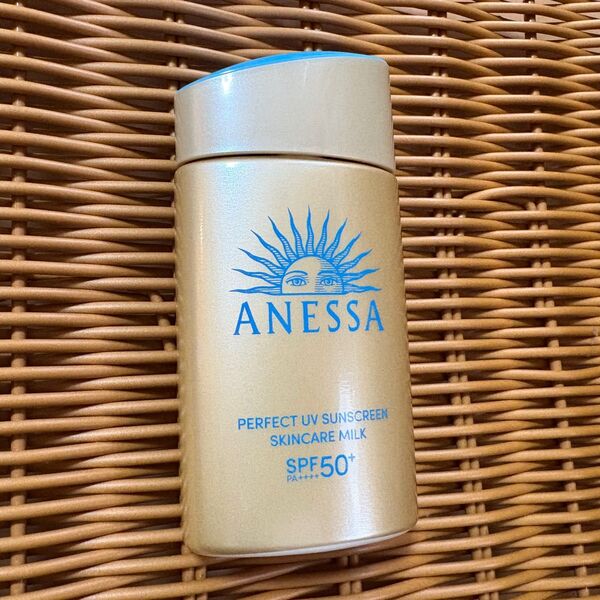 ANESSA
PERFECT UV SUNSCREEN
SKINCARE MILK
SPF50+
PA++++